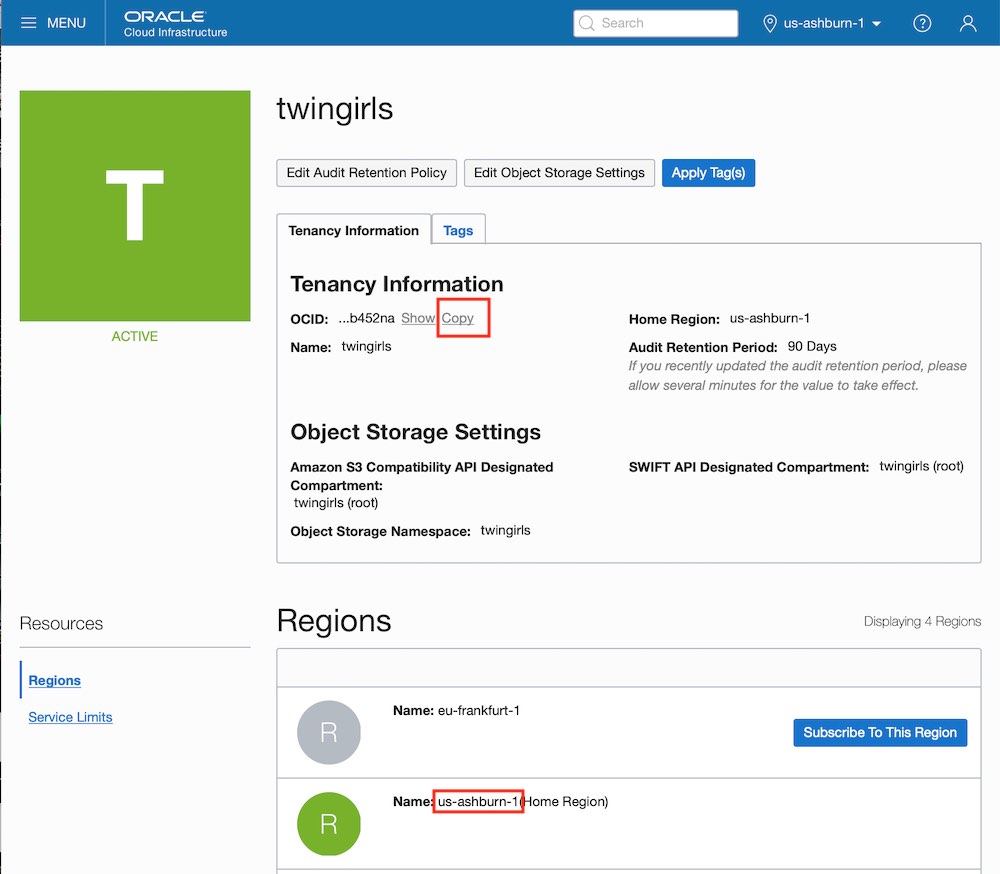 MENU
ORACLE
Cloud Infrastructure
Search
us-ashburn-1
?
T
ACTIVE
twingirls
Edit Audit Retention Policy
Edit Object Storage Settings
Apply Tag(s)
Tenancy Information
Tags
Tenancy Information
OCID: ...b452na Show Copy
Name: twingirls
Home Region: us-ashburn-1
Audit Retention Period: 90 Days
If you recently updated the audit retention period, please
allow several minutes for the value to take effect.
Object Storage Settings
Amazon S3 Compatibility API Designated
Compartment:
twingirls (root)
Object Storage Namespace: twingirls
SWIFT API Designated Compartment: twingirls (root)
Resources
Regions
Service Limits
Regions
Displaying 4 Regions
R
Name: eu-frankfurt-1
Subscribe To This Region
R
Name: us-ashburn-1(Home Region)